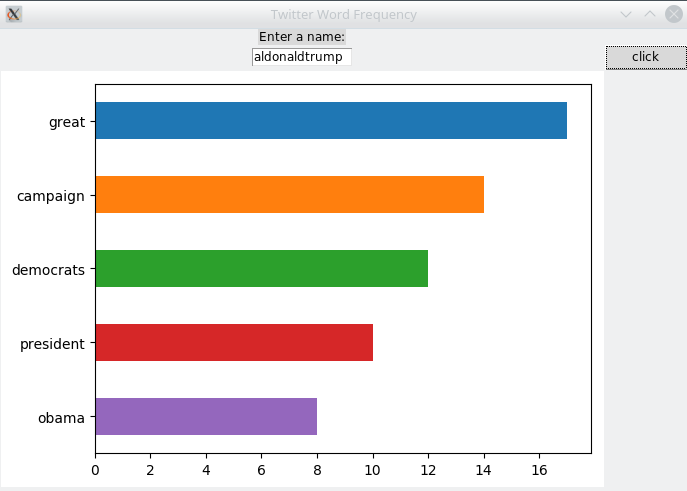 Twitter Word Frequency
Enter a name:
aldonaldtrump
click
great
campaign
democrats
president
obama
0 2 4 6 8 10 12 14 16